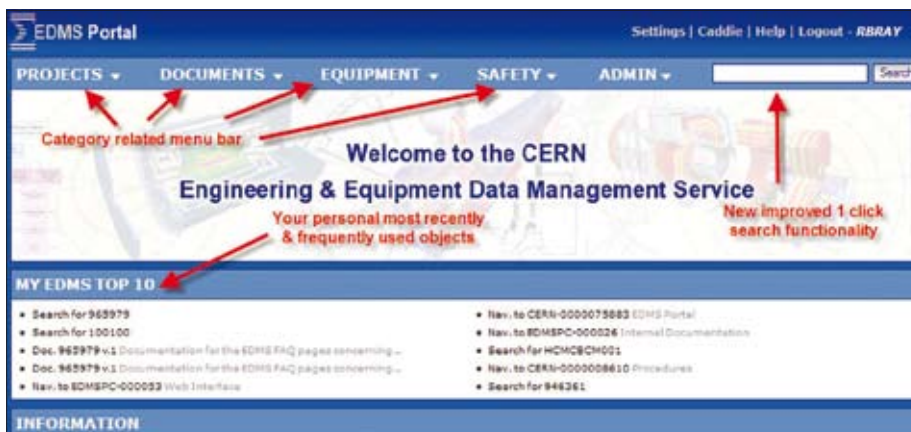 EDMS Portal
Settings | Caddie | Help | Logout - RBRAY
PROJECTS DOCUMENTS EQUIPMENT SAFETY ADMIN Search
Category related menu bar
Welcome to the CERN
Engineering & Equipment Data Management Service
Your personal most recently
& frequently used objects
New improved 1 click
search functionality
MY EDMS TOP 10
• Search for 965979
• Search for 100100
• Doc. 965979 v.1 Documentation for the EDMS FAQ pages concerning...
• Doc. 965979 v.1 Documentation for the EDMS FAQ pages concerning...
• Nav. to EDMSPC-000053 Web Interface
• Nav. to CERN-0000075883 EDMS Portal
• Nav. to EDMSPC-000026 Internal Documentation
• Search for HCMCBCM001
• Nav. to CERN-0000008610 Procedures
• Search for 946361
INFORMATION